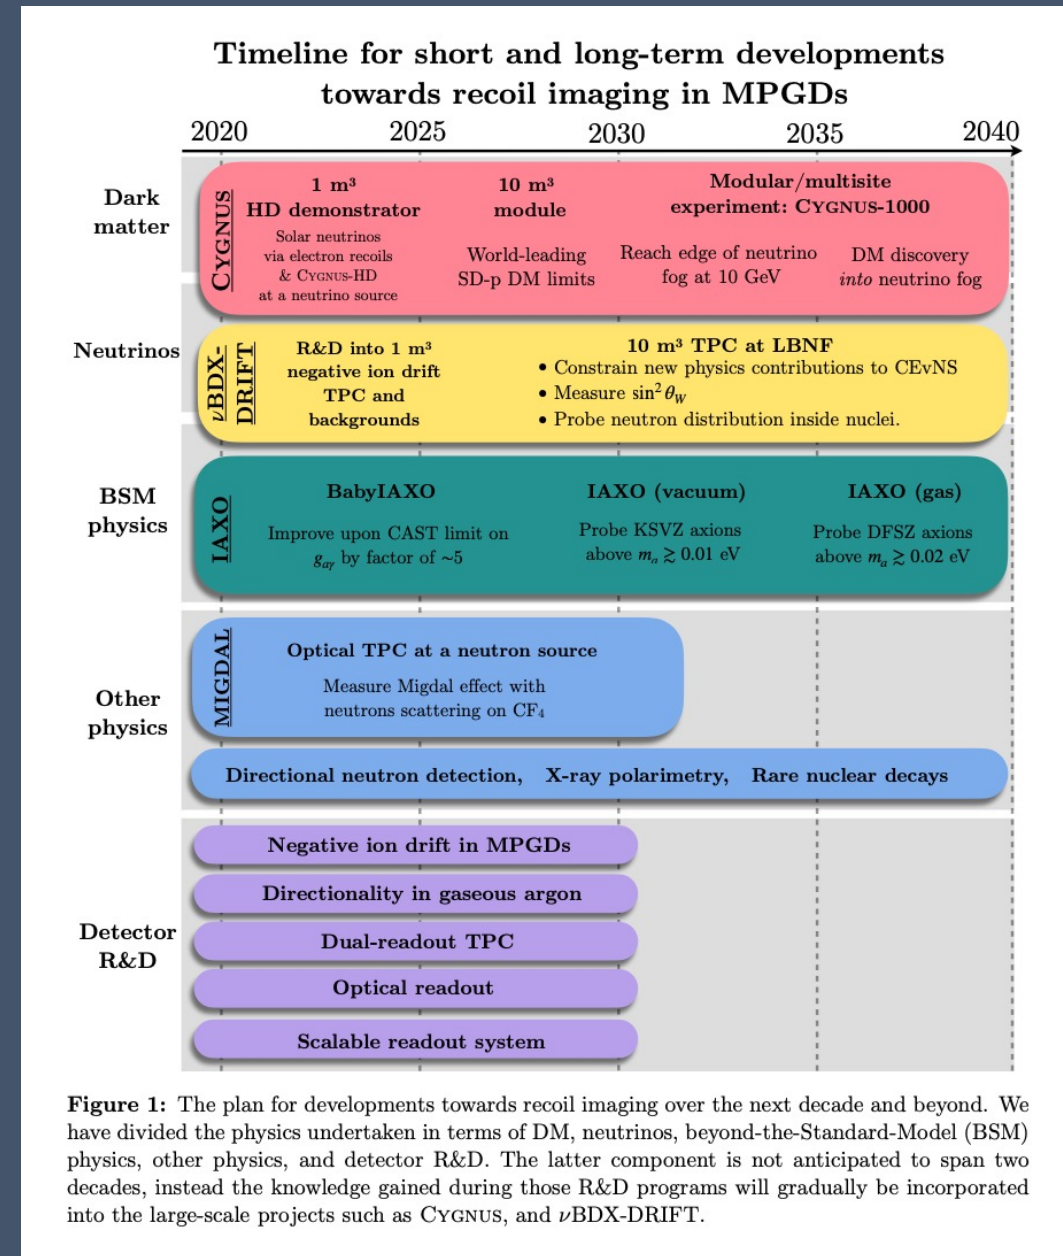 Timeline for short and long-term developments
towards recoil imaging in MPGDs
2020 2025 2030 2035 2040
Dark
matter
CYGNUS
1 m³
HD demonstrator
Solar neutrinos
via electron recoils
& CYGNUS-HD
at a neutrino source
10 m³
module
World-leading
SD-p DM limits
Modular/multisite
experiment: CYGNUS-1000
Reach edge of neutrino
fog at 10 GeV
DM discovery
into neutrino fog
Neutrinos
νBDX-
DRIFT
R&D into 1 m³
negative ion drift
TPC and
backgrounds
10 m³ TPC at LBNF
• Constrain new physics contributions to CEνNS
• Measure sin² θ_W
• Probe neutron distribution inside nuclei.
BSM
physics
IAXO
BabyIAXO
Improve upon CAST limit on
g_aγ by factor of ~5
IAXO (vacuum)
Probe KSVZ axions
above m_a ≳ 0.01 eV
IAXO (gas)
Probe DFSZ axions
above m_a ≳ 0.02 eV
Other
physics
MIGDAL
Optical TPC at a neutron source
Measure Migdal effect with
neutrons scattering on CF₄
Directional neutron detection, X-ray polarimetry, Rare nuclear decays
Detector
R&D
Negative ion drift in MPGDs
Directionality in gaseous argon
Dual-readout TPC
Optical readout
Scalable readout system
Figure 1: The plan for developments towards recoil imaging over the next decade and beyond. We
have divided the physics undertaken in terms of DM, neutrinos, beyond-the-Standard-Model (BSM)
physics, other physics, and detector R&D. The latter component is not anticipated to span two
decades, instead the knowledge gained during those R&D programs will gradually be incorporated
into the large-scale projects such as CYGNUS, and νBDX-DRIFT.